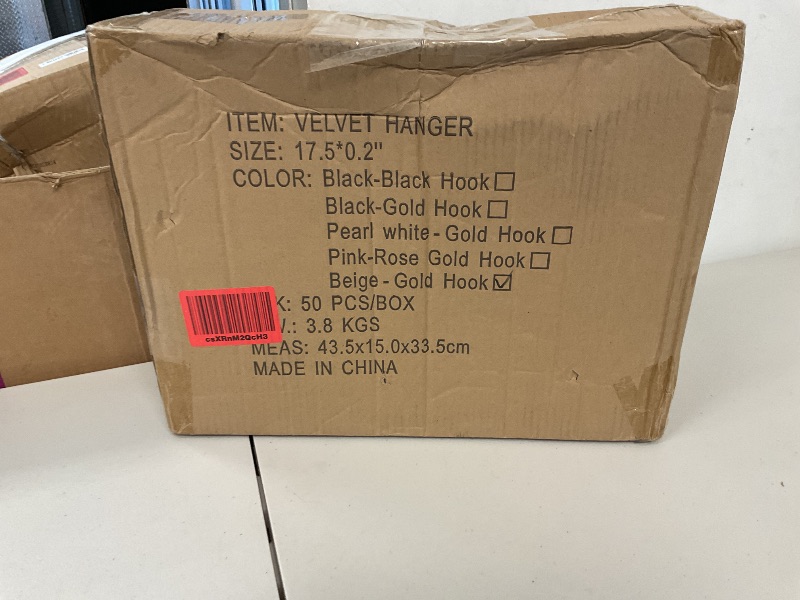 ITEM: VELVET HANGER
SIZE: 17.5*0.2"
COLOR: Black-Black Hook☐
Black-Gold Hook☐
Pearl white-Gold Hook☐
Pink-Rose Gold Hook☐
Beige-Gold Hook☑
K: 50 PCS/BOX
.: 3.8 KGS
MEAS: 43.5x15.0x33.5cm
MADE IN CHINA
csXRnM2QcH3